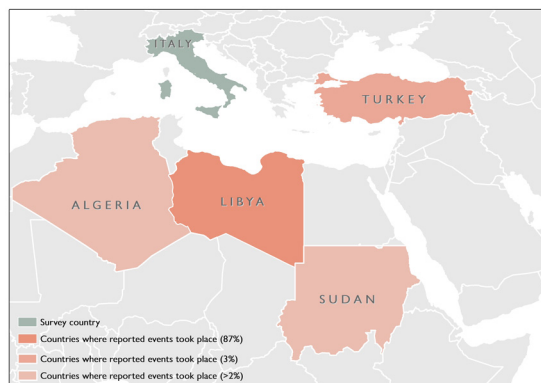 ITALY
TURKEY
ALGERIA
LIBYA
SUDAN
Survey country
Countries where reported events took place (87%)
Countries where reported events took place (3%)
Countries where reported events took place (>2%)